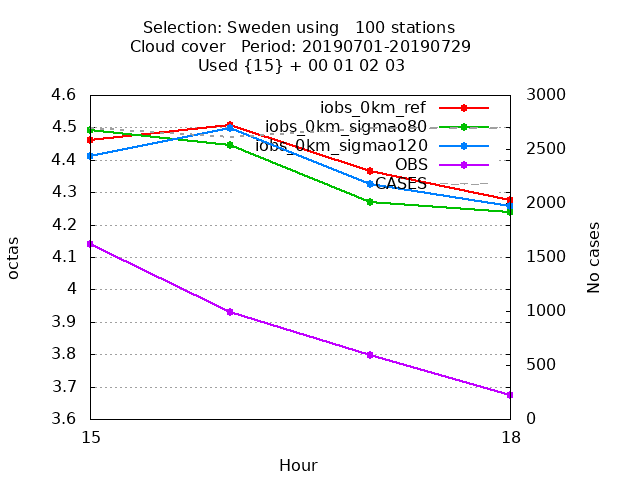 Selection: Sweden using   100 stations
Cloud cover   Period: 20190701-20190729
Used {15} + 00 01 02 03
4.6
4.5
4.4
4.3
4.2
4.1
4
3.9
3.8
3.7
3.6
octas
iobs_0km_ref
iobs_0km_sigmao80
iobs_0km_sigmao120
OBS
CASES
3000
2500
2000
1500
1000
500
0
No cases
15
18
Hour